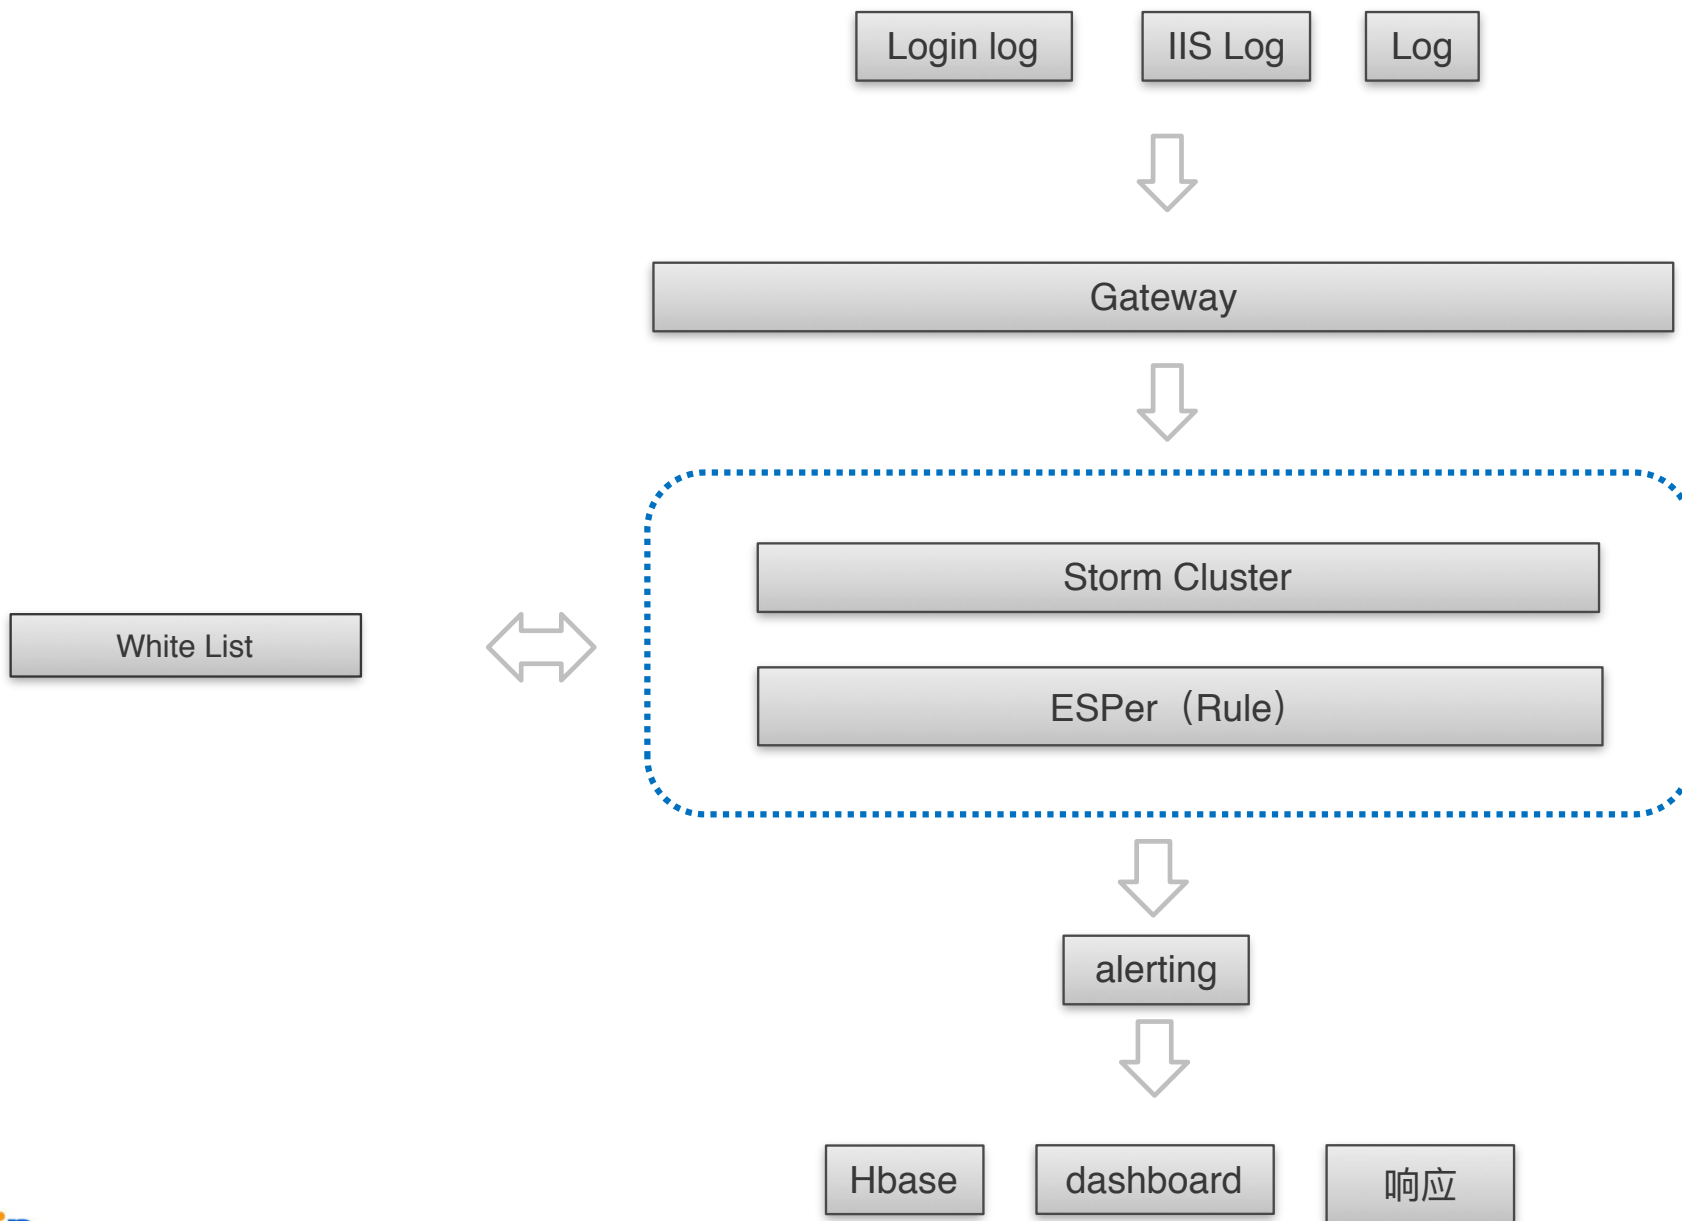 Login log
IIS Log
Log
Gateway
Storm Cluster
White List
ESPer（Rule）
alerting
Hbase
dashboard
响应